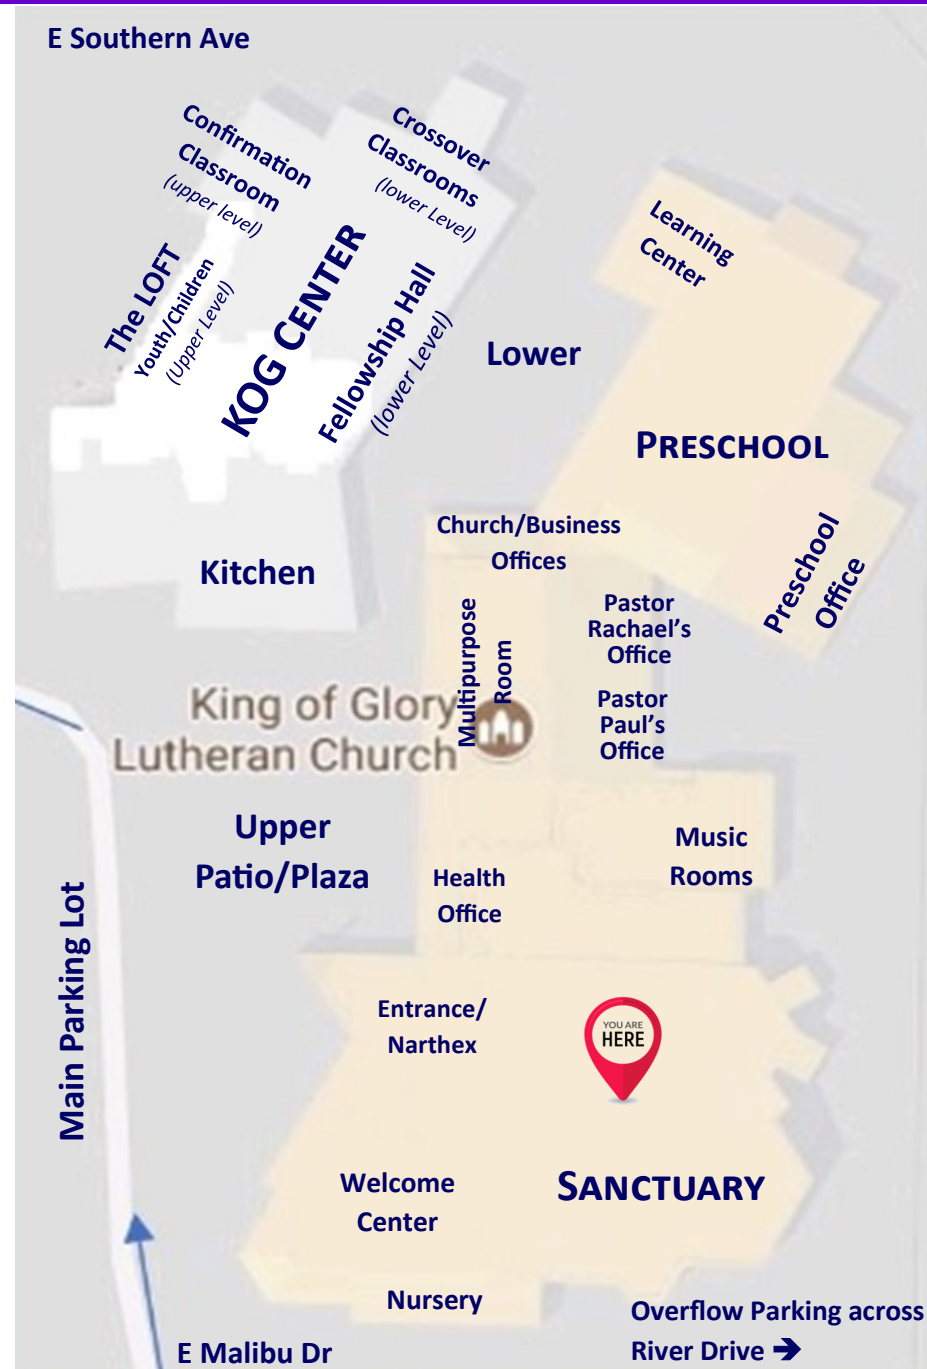 E Southern Ave
Confirmation
Classroom
(upper level)
Crossover
Classrooms
(lower Level)
The LOFT
Youth/Children
(Upper Level)
KOG CENTER
Fellowship Hall
(lower Level)
Learning
Center
Lower
PRESCHOOL
Preschool
Office
Church/Business
Offices
Kitchen
Multipurpose
Room
Pastor
Rachael's
Office
Pastor
Paul's
Office
King of Glory
Lutheran Church
Upper
Patio/Plaza
Music
Rooms
Health
Office
Main Parking Lot
Entrance/
Narthex
YOU ARE
HERE
Welcome
Center
SANCTUARY
Nursery
Overflow Parking across
River Drive ➔
E Malibu Dr